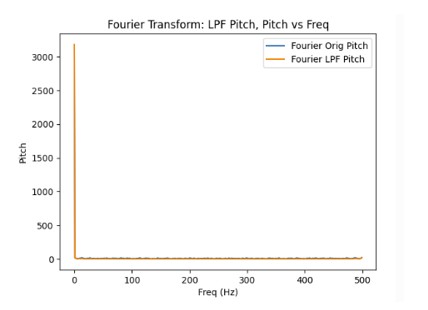 Fourier Transform: LPF Pitch, Pitch vs Freq
Fourier Orig Pitch
Fourier LPF Pitch
3000
2500
2000
1500
1000
500
0
Pitch
0 100 200 300 400 500
Freq (Hz)